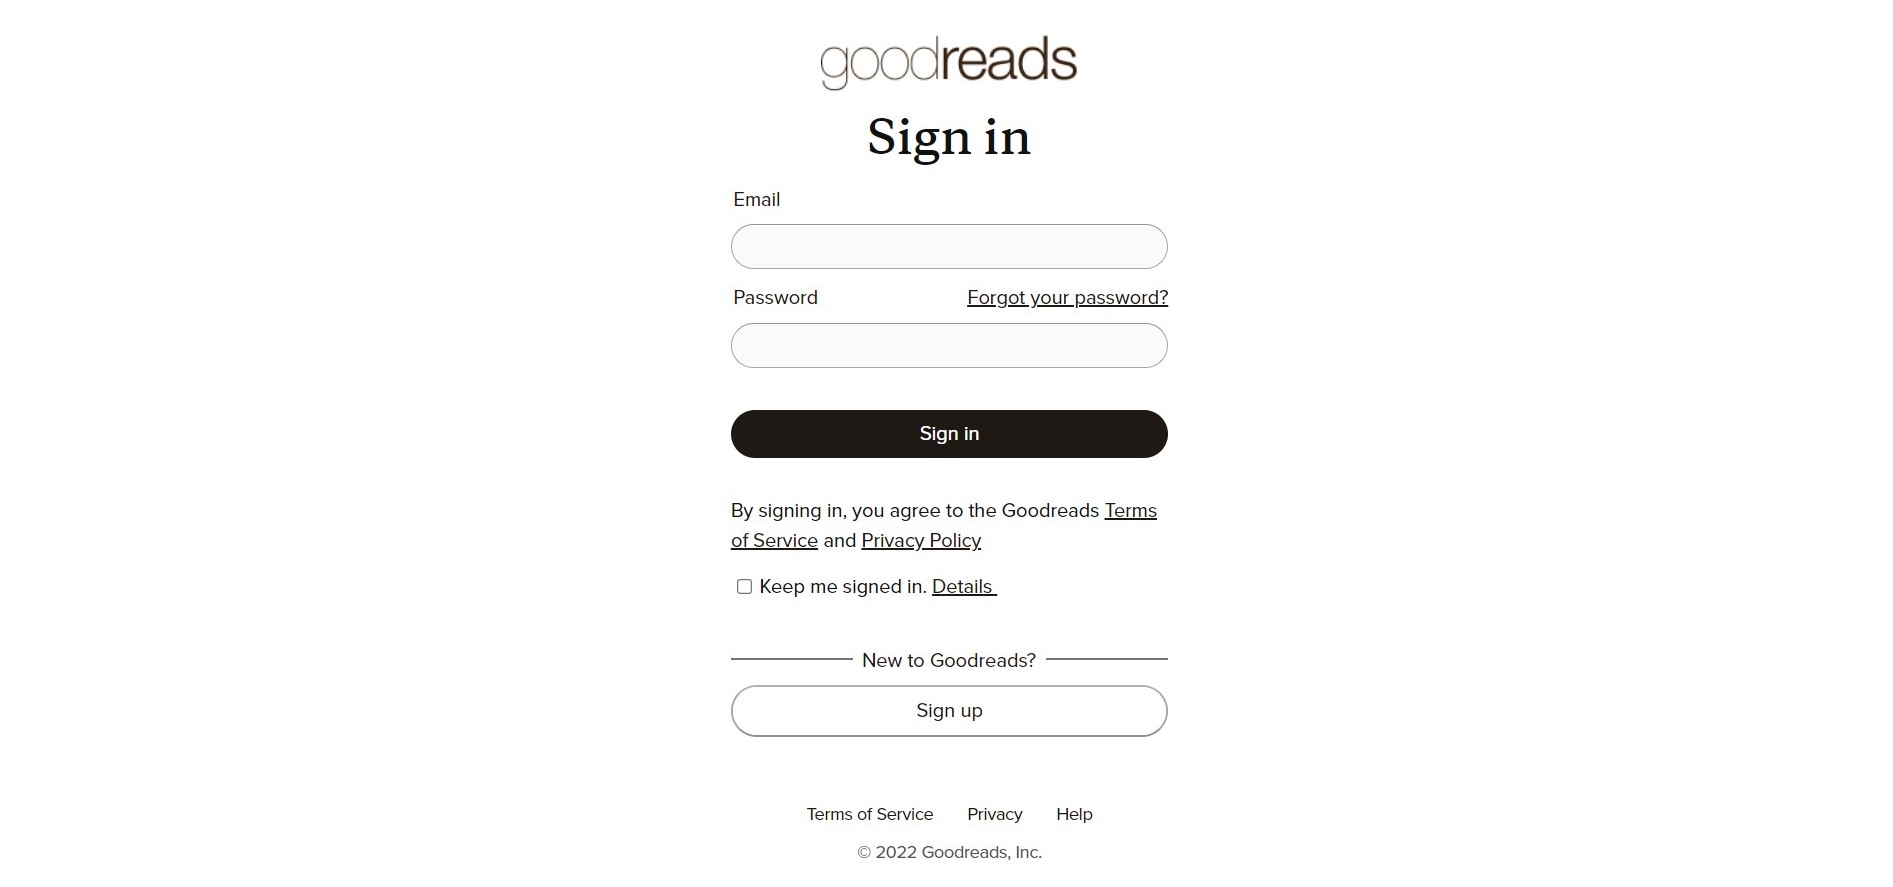 goodreads
Sign in
Email
Password Forgot your password?
Sign in
By signing in, you agree to the Goodreads Terms
of Service and Privacy Policy
Keep me signed in. Details
New to Goodreads?
Sign up
Terms of Service Privacy Help
© 2022 Goodreads, Inc.